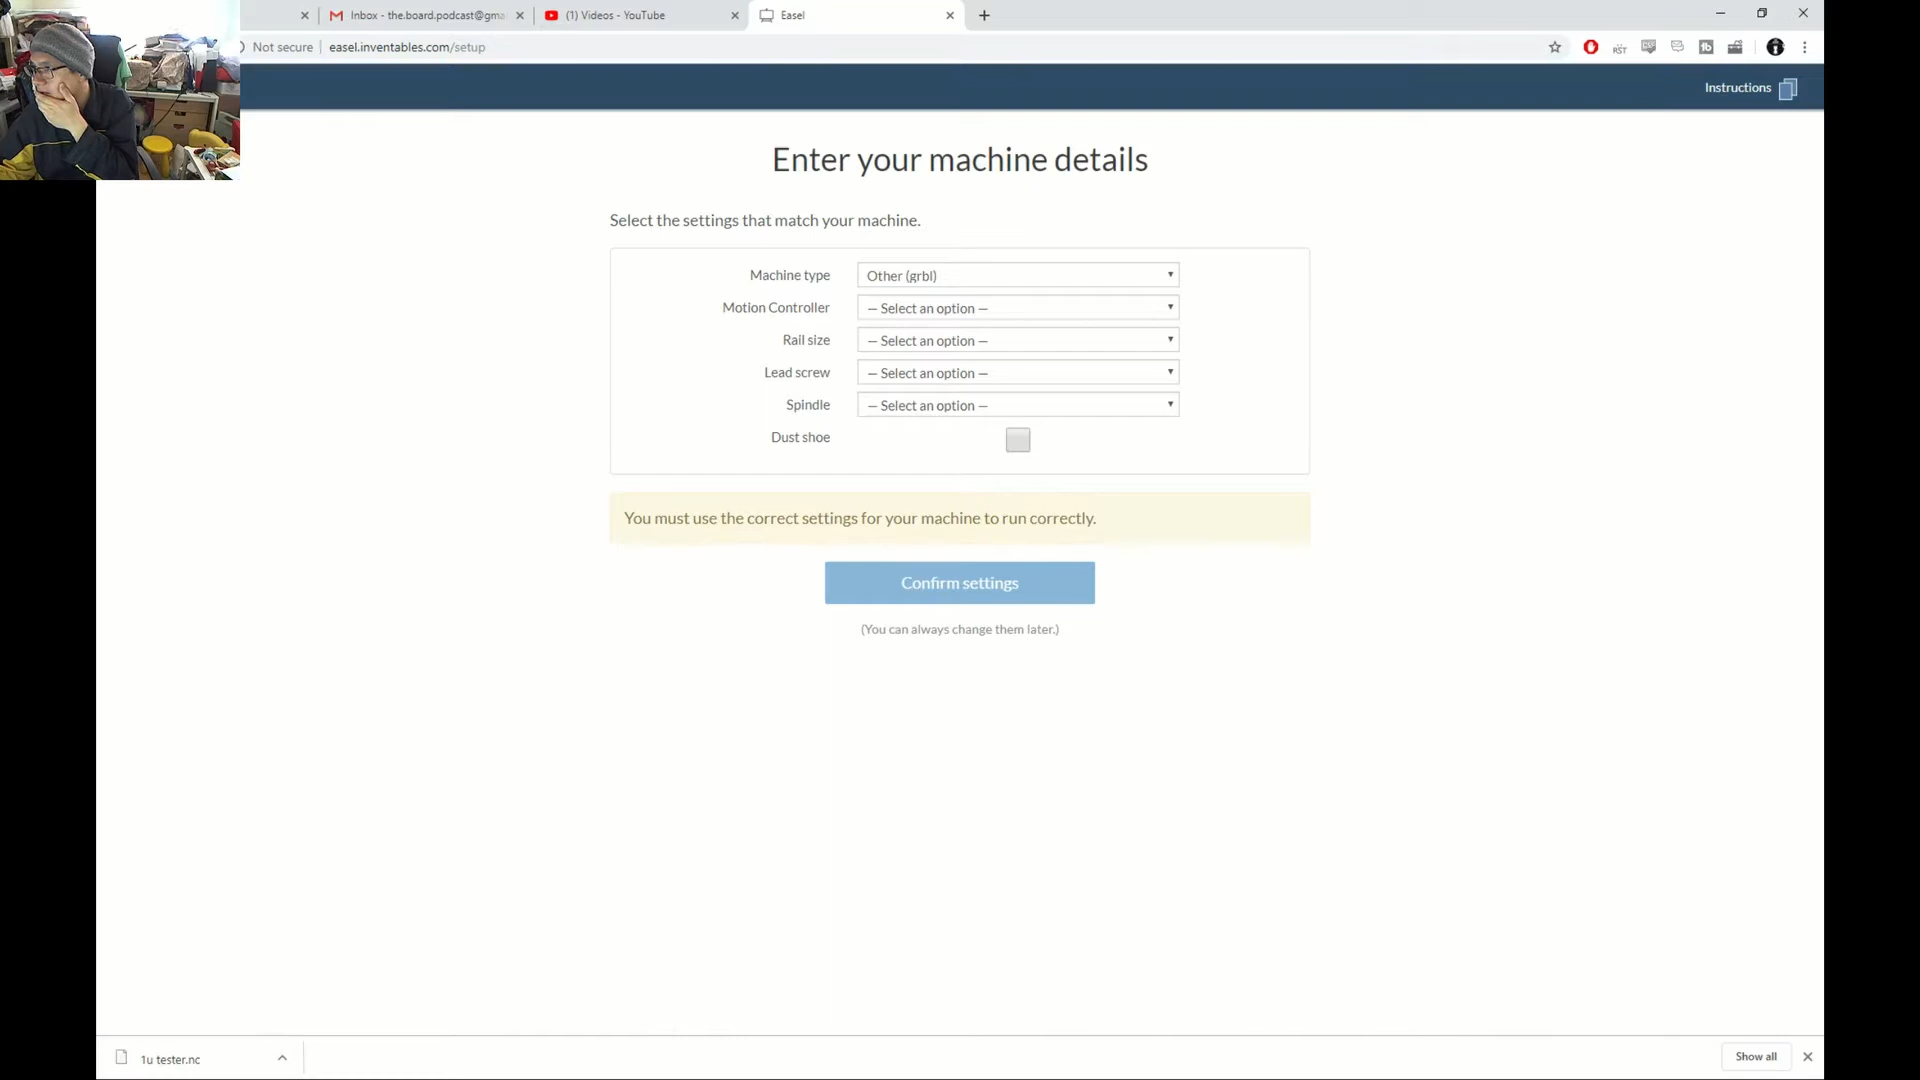 Inbox - the.board.podcast@gma
(1) Videos - YouTube
Easel
Not secure
easel.inventables.com/setup
RST
Instructions
Enter your machine details
Select the settings that match your machine.
Machine type
Other (grbl)
Motion Controller
— Select an option —
Rail size
— Select an option —
Lead screw
— Select an option —
Spindle
— Select an option —
Dust shoe
You must use the correct settings for your machine to run correctly.
Confirm settings
(You can always change them later.)
1u tester.nc
Show all